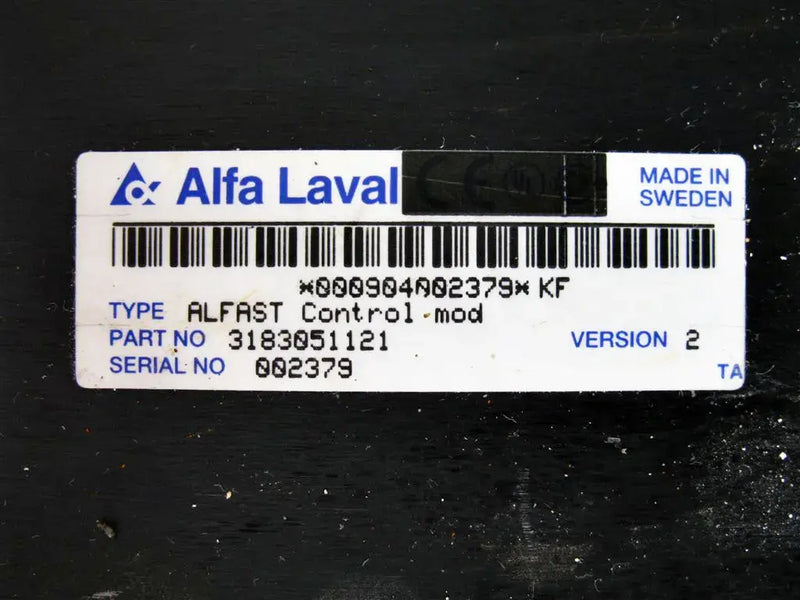 Alfa Laval
MADE IN
SWEDEN
*000904002379* KF
TYPE ALFAST Control mod
PART NO 3183051121 VERSION 2
SERIAL NO 002379
TA